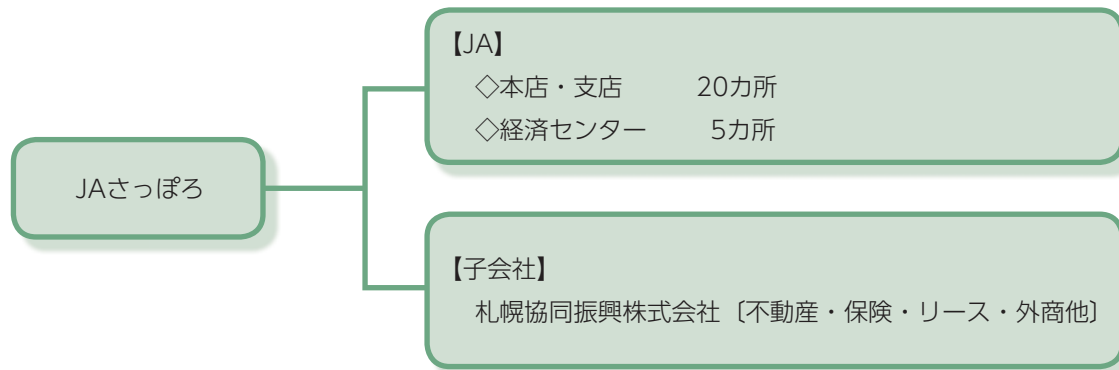 JAさっぽろ
【JA】
◇本店・支店 20カ所
◇経済センター 5カ所
【子会社】
札幌協同振興株式会社〔不動産・保険・リース・外商他〕